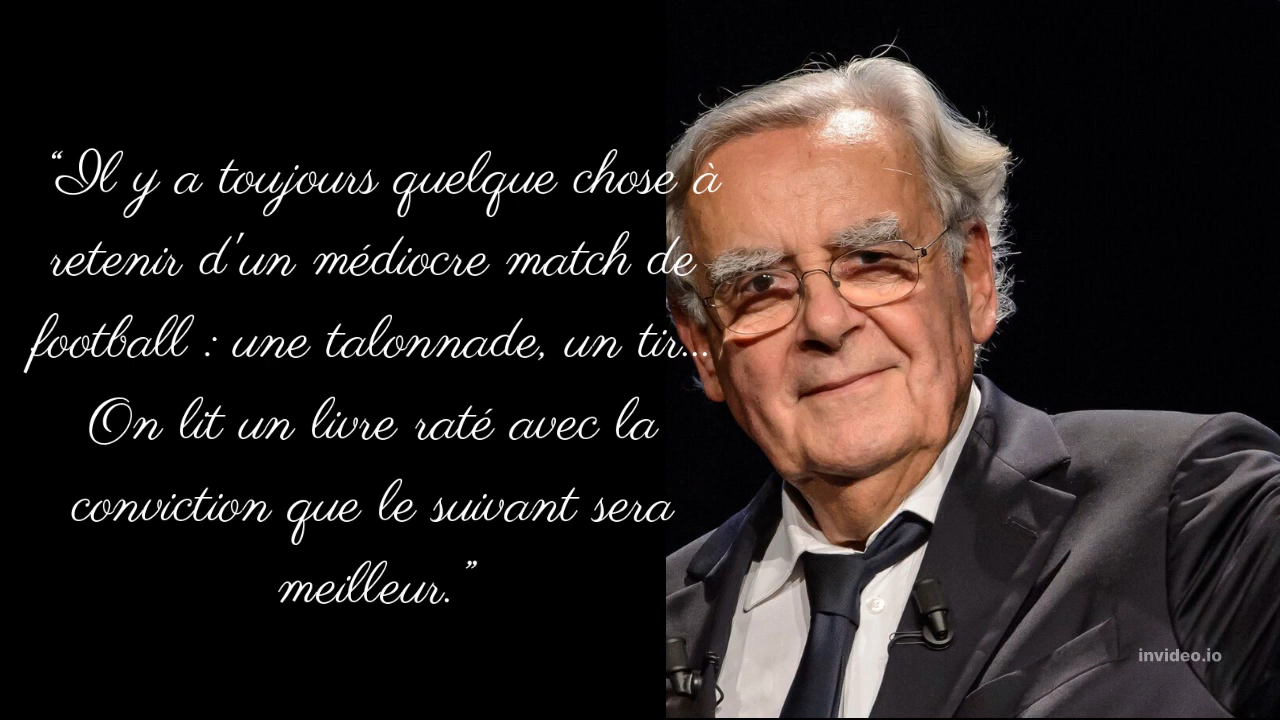 “Il y a toujours quelque chose à
retenir d'un médiocre match de
football : une talonnade, un tir...
On lit un livre raté avec la
conviction que le suivant sera
meilleur.”
invideo.io